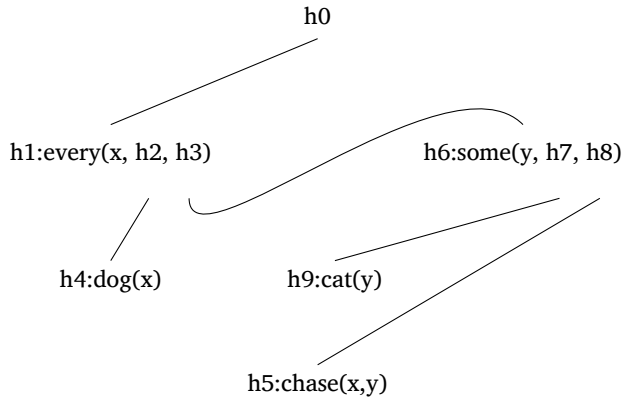 h0
h1:every(x, h2, h3)
h6:some(y, h7, h8)
h4:dog(x)
h9:cat(y)
h5:chase(x,y)